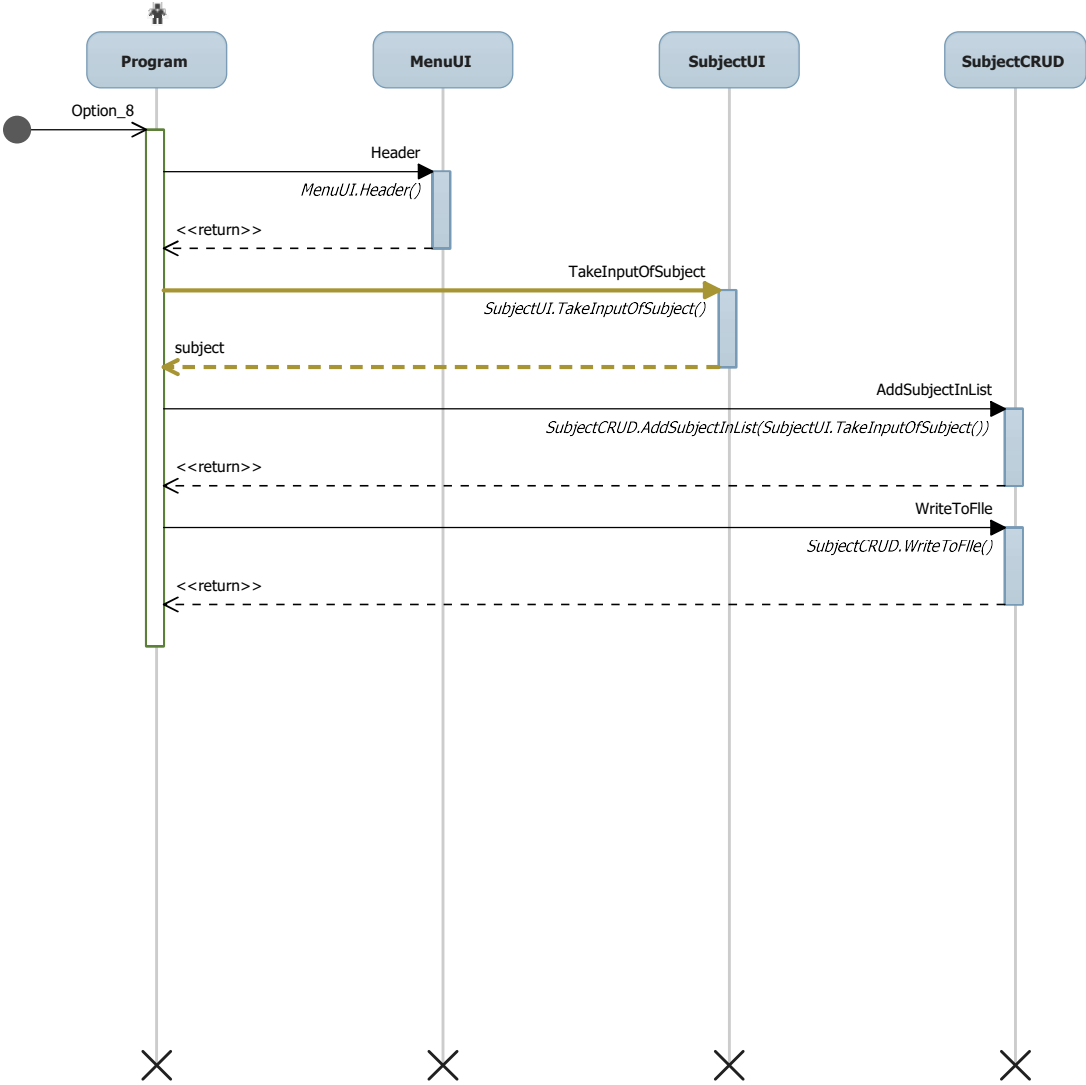 Program
MenuUI
SubjectUI
SubjectCRUD
Option_8
Header
MenuUI.Header()
<<return>>
TakeInputOfSubject
SubjectUI.TakeInputOfSubject()
subject
AddSubjectInList
SubjectCRUD.AddSubjectInList(SubjectUI.TakeInputOfSubject())
<<return>>
WriteToFIle
SubjectCRUD.WriteToFIle()
<<return>>